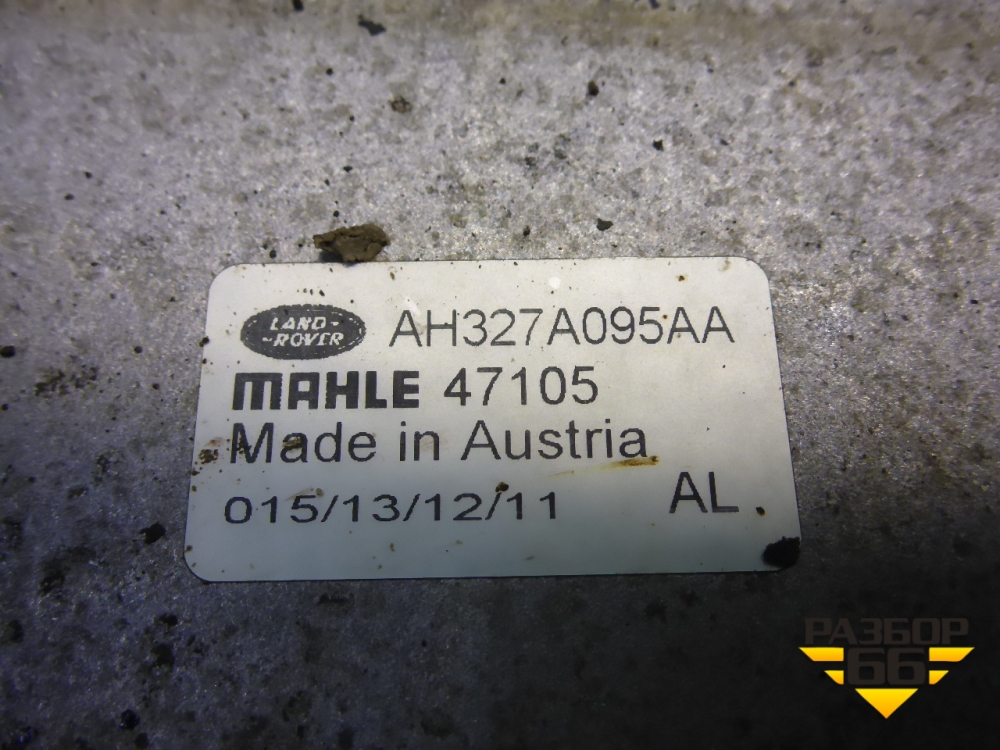 LAND-
-ROVER
AH327A095AA
MAHLE 47105
Made in Austria
015/13/12/11
AL
РАЗБОР
66